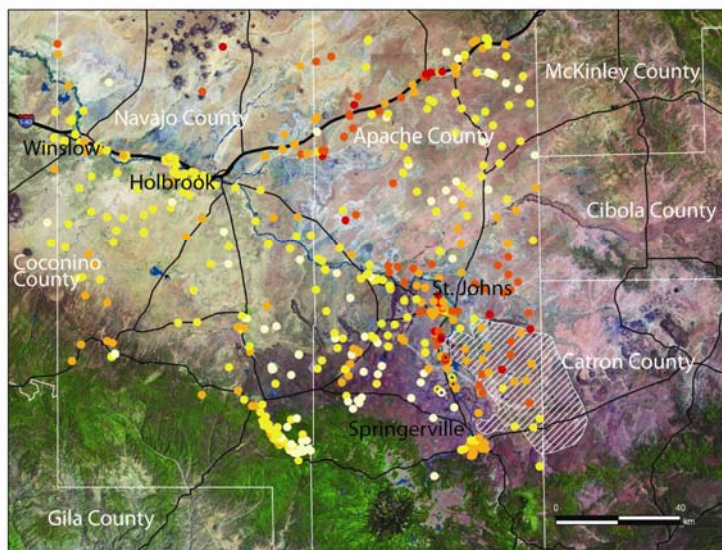 McKinley County
Navajo County
I-40
Apache County
Winslow
Holbrook
Cibola County
Coconino
County
St. Johns
Catron County
Springerville
Gila County
0 40
km